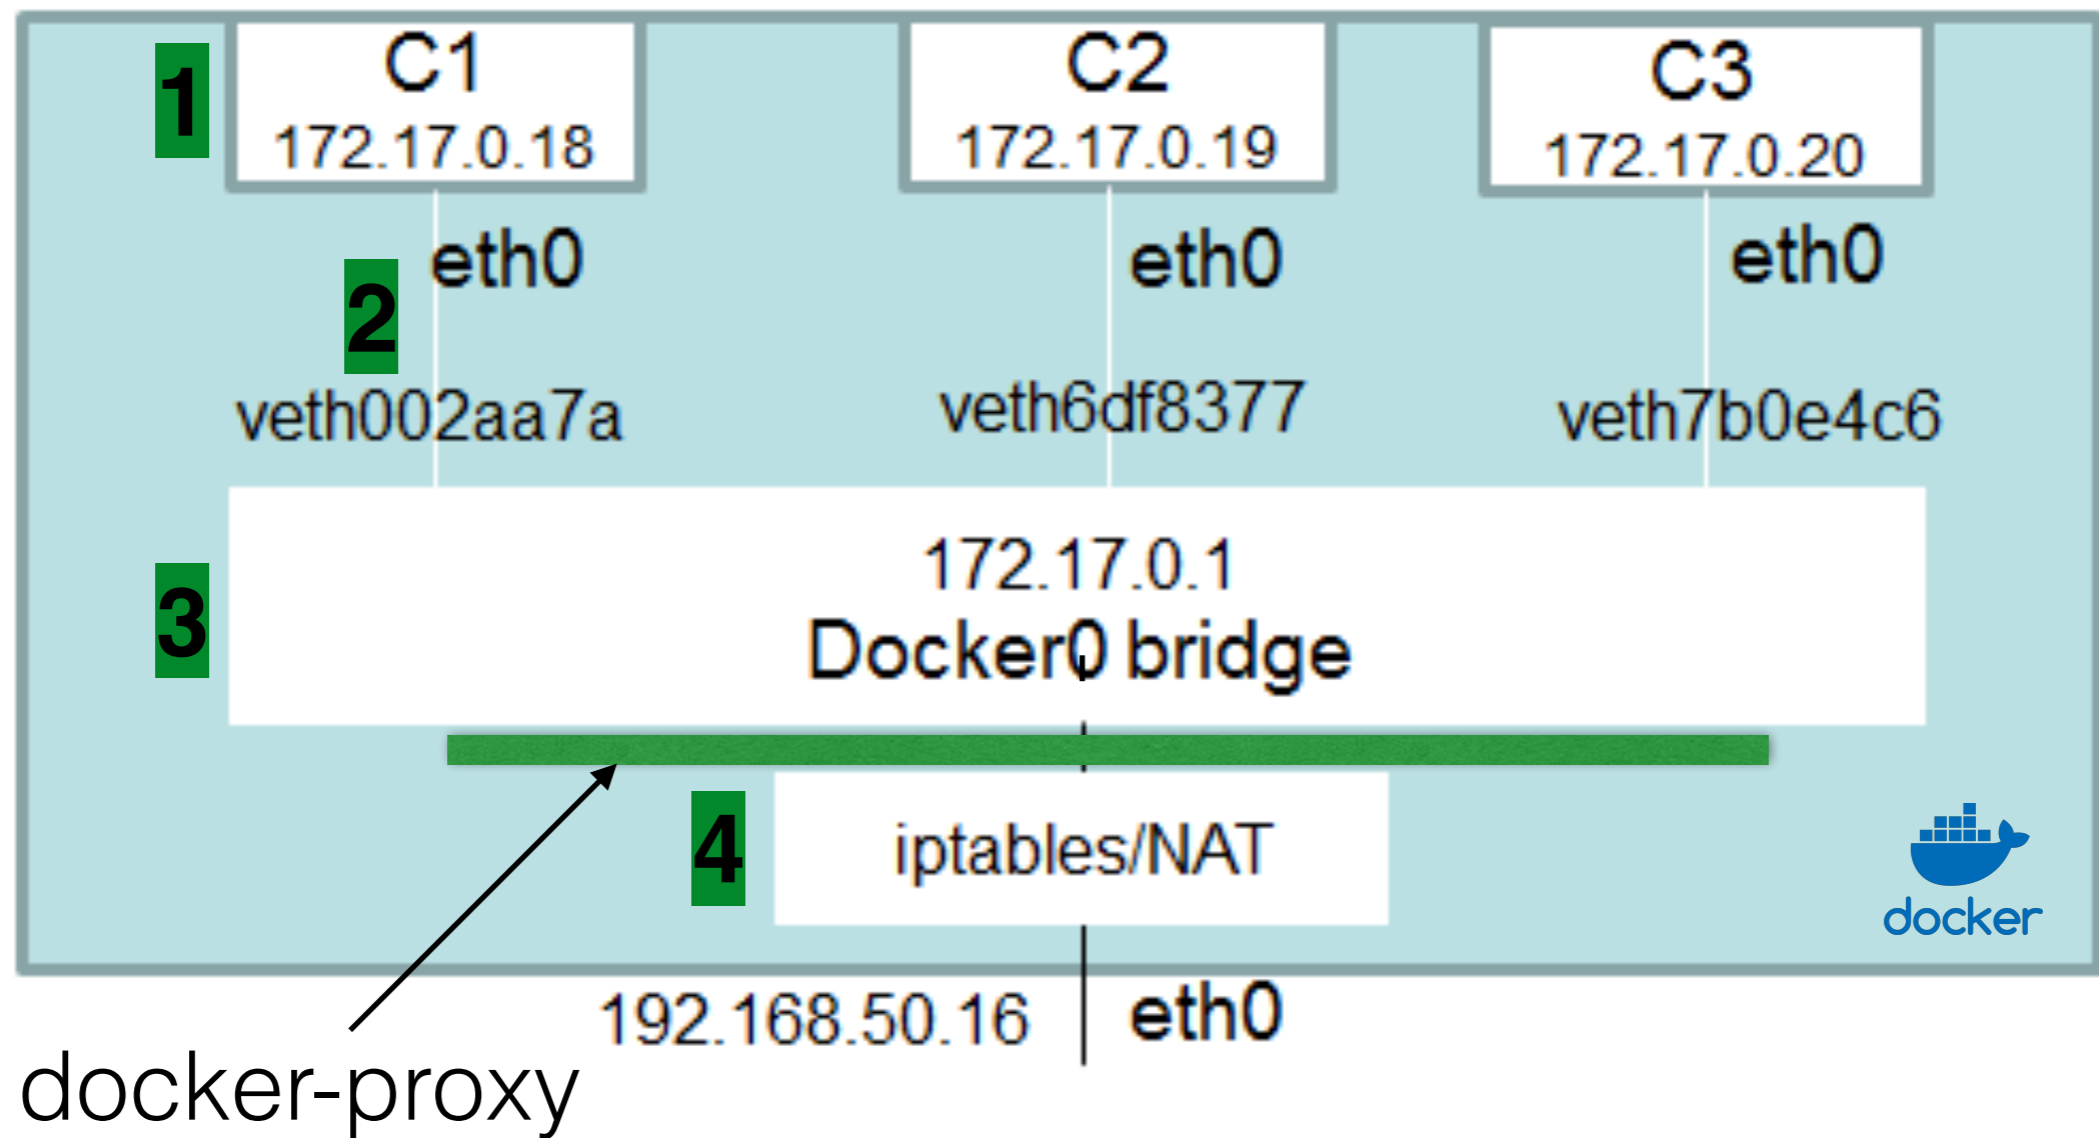 1
C1
172.17.0.18
C2
172.17.0.19
C3
172.17.0.20
eth0
eth0
eth0
2
veth002aa7a
veth6df8377
veth7b0e4c6
3
172.17.0.1
Docker0 bridge
4
iptables/NAT
docker
192.168.50.16
eth0
docker-proxy